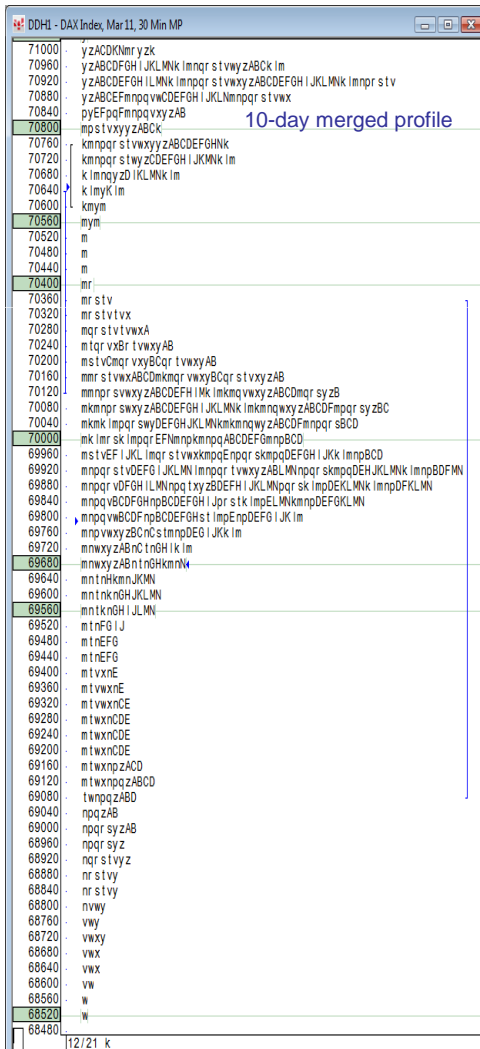 DDH1 - DAX Index, Mar 11, 30 Min MP
71000 yzACDKNmryzk
70960 yzABCDFGHIJKLMNklmnqrstvwyzABCklm
70920 yzABCDEFGHILMNklmnpqrstvwxyzABCDEFGHIJKLMNlmnprstv
70880 yzABCEFmnpqvwCDEFGHIJKLNmnpqrstvwx
70840 pyEFpqFmnpqvxyzAB
10-day merged profile
70800 mpstvxyyzABCk
70760 kmnpqrstvwxyyzABCDEFGHNk
70720 kmnpqrstwyzCDEFGHIJKMNklm
70680 klmnqyzDIKLMNklm
70640 klmyKlm
70600 kmym
70560 mym
70520 m
70480 m
70440 m
70400 mr
70360 mrstv
70320 mrstvtvx
70280 mqrstvtvwxA
70240 mtqrvxBrtvwxyAB
70200 mstvCmqrvxyBCqrtvwxyAB
70160 mmrstvwxABCDmkmqrvwxyBCqrstvxyzAB
70120 mmnprsvwxyzABCDEFHIMklmkmqvwxyzABCDmqrsyzB
70080 mkmnprswxyzABCDEFGHIJKLMNklmkmnqwxyzABCDFmpqrsyzBC
70040 mkmklmpqrswyDEFGHJKLMNkmkmnqwyzABCDFmnpqrsBCD
70000 mklmrsklmpqrEFNmnpkmnpqABCDEFGmnpBCD
69960 mstvEFIJKLlmqrstvwxkmpqEnpqrskmpqDEFGHIJKklmnpBCD
69920 mnpqrstvDEFGIJKLMNlmnpqrtvwxyzABLMNnpqrskmpqDEHJKLMNklmnpBDFMN
69880 mnpqrvDFGHILMNnpqtxyzBDEFHIJKLMNpqrsklmpDEKLMNklmnpDFKLMN
69840 mnpqvBCDFGHnpBCDEFGHIJprstklmpELMNkmnpDEFGKLMN
69800 mnpqvwBCDFnpBCDEFGHstlmpEnpDEFGIJKlm
69760 mnpvwxyzBCnCstmnpDEGIJKklm
69720 mnwxyzABnCtnGHIklm
69680 mnwxyzABntnGHkmnN
69640 mntnHkmnJKMN
69600 mntnknGHJKLMN
69560 mntknGHIJLMN
69520 mtnFGIJ
69480 mtnEFG
69440 mtnEFG
69400 mtvxnE
69360 mtvwxnE
69320 mtvwxnCE
69280 mtwxnCDE
69240 mtwxnCDE
69200 mtwxnCDE
69160 mtwxnpzACD
69120 mtwxnpqzABCD
69080 twnpqzABD
69040 npqzAB
69000 npqrsyzAB
68960 npqrsyz
68920 nqrstvyz
68880 nrstvy
68840 nrstvy
68800 nvwy
68760 vwy
68720 vwxy
68680 vwx
68640 vwx
68600 vw
68560 w
68520 w
68480
12/21 k